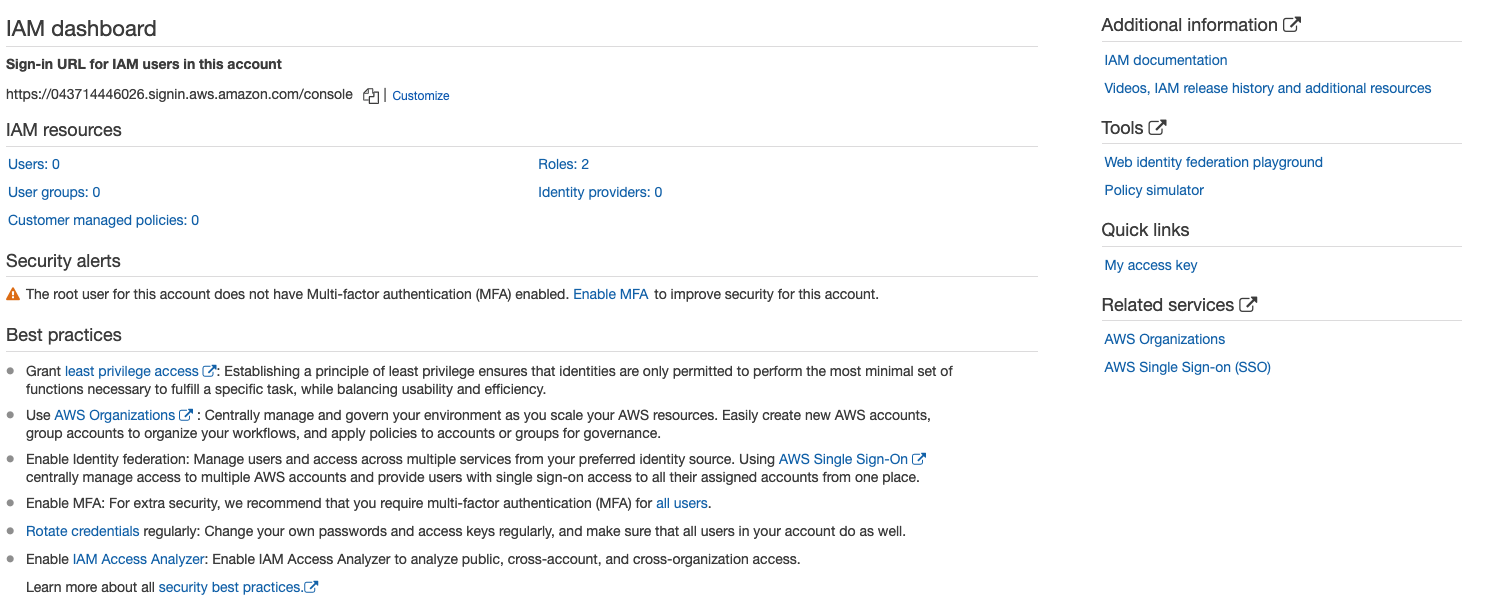 IAM dashboard
Sign-in URL for IAM users in this account
https://043714446026.signin.aws.amazon.com/console | Customize
IAM resources
Users: 0
Roles: 2
User groups: 0
Identity providers: 0
Customer managed policies: 0
Security alerts
The root user for this account does not have Multi-factor authentication (MFA) enabled. Enable MFA to improve security for this account.
Best practices
Grant least privilege access : Establishing a principle of least privilege ensures that identities are only permitted to perform the most minimal set of
functions necessary to fulfill a specific task, while balancing usability and efficiency.
Use AWS Organizations : Centrally manage and govern your environment as you scale your AWS resources. Easily create new AWS accounts,
group accounts to organize your workflows, and apply policies to accounts or groups for governance.
Enable Identity federation: Manage users and access across multiple services from your preferred identity source. Using AWS Single Sign-On
centrally manage access to multiple AWS accounts and provide users with single sign-on access to all their assigned accounts from one place.
Enable MFA: For extra security, we recommend that you require multi-factor authentication (MFA) for all users.
Rotate credentials regularly: Change your own passwords and access keys regularly, and make sure that all users in your account do as well.
Enable IAM Access Analyzer: Enable IAM Access Analyzer to analyze public, cross-account, and cross-organization access.
Learn more about all security best practices.
Additional information
IAM documentation
Videos, IAM release history and additional resources
Tools
Web identity federation playground
Policy simulator
Quick links
My access key
Related services
AWS Organizations
AWS Single Sign-on (SSO)